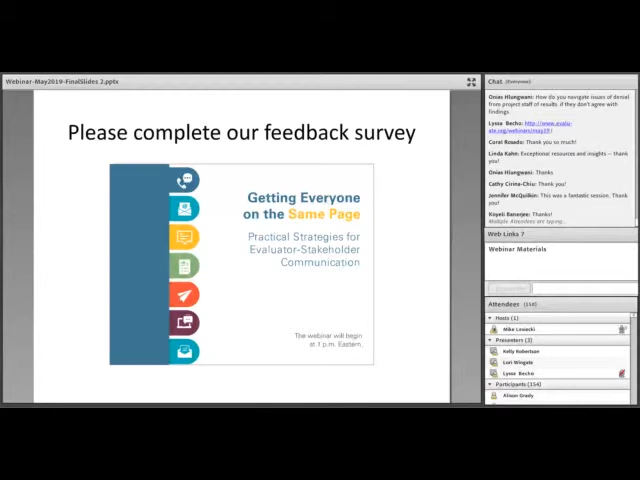 Webinar-May2019-FinalSlides 2.pptx
Please complete our feedback survey
Getting Everyone
on the Same Page
Practical Strategies for
Evaluator-Stakeholder
Communication
The webinar will begin
at 1 p.m. Eastern.
Chat (Everyone)
Onias Hlungwani: How do you navigate issues of denial
from project staff of results if they don't agree with
findings
Lyssa Becho: http://www.evalu-
ate.org/webinars/may19/
Coral Rosado: Thank you so much!
Linda Kahn: Exceptional resources and insights -- thank
you!
Onias Hlungwani: Thanks
Cathy Cirina-Chiu: Thank you!
Jennifer McQuilkin: This was a fantastic session. Thank
you!
Koyeli Banerjee: Thanks!
Multiple Attendees are typing...
Web Links 7
Webinar Materials
Attendees (158)
Hosts (1)
Mike Lesiecki
Presenters (3)
Kelly Robertson
Lori Wingate
Lyssa Becho
Participants (154)
Alison Grady